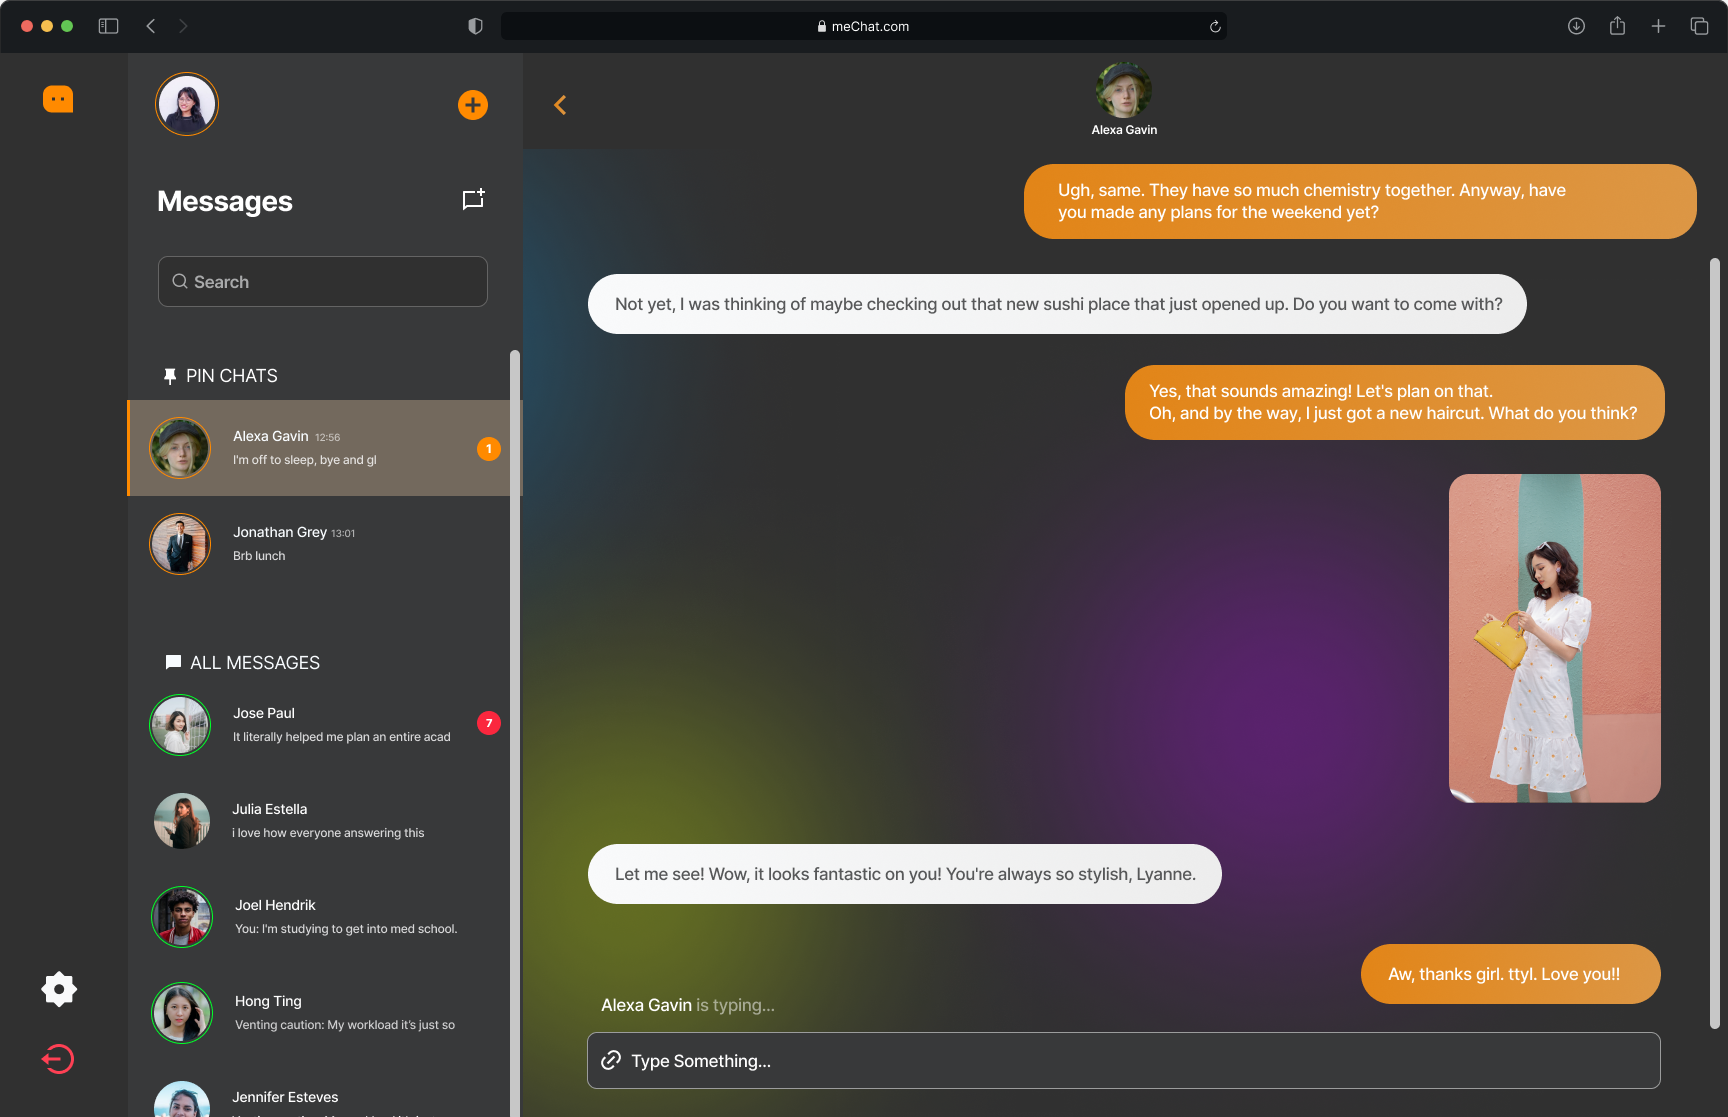 meChat.com
Messages
Search
PIN CHATS
Alexa Gavin 12:56
I'm off to sleep, bye and gl
1
Jonathan Grey 13:01
Brb lunch
ALL MESSAGES
Jose Paul
It literally helped me plan an entire acad
7
Julia Estella
i love how everyone answering this
Joel Hendrik
You: I'm studying to get into med school.
Hong Ting
Venting caution: My workload it's just so
Jennifer Esteves
Alexa Gavin
Ugh, same. They have so much chemistry together. Anyway, have
you made any plans for the weekend yet?
Not yet, I was thinking of maybe checking out that new sushi place that just opened up. Do you want to come with?
Yes, that sounds amazing! Let's plan on that.
Oh, and by the way, I just got a new haircut. What do you think?
Let me see! Wow, it looks fantastic on you! You're always so stylish, Lyanne.
Aw, thanks girl. ttyl. Love you!!
Alexa Gavin is typing...
Type Something...